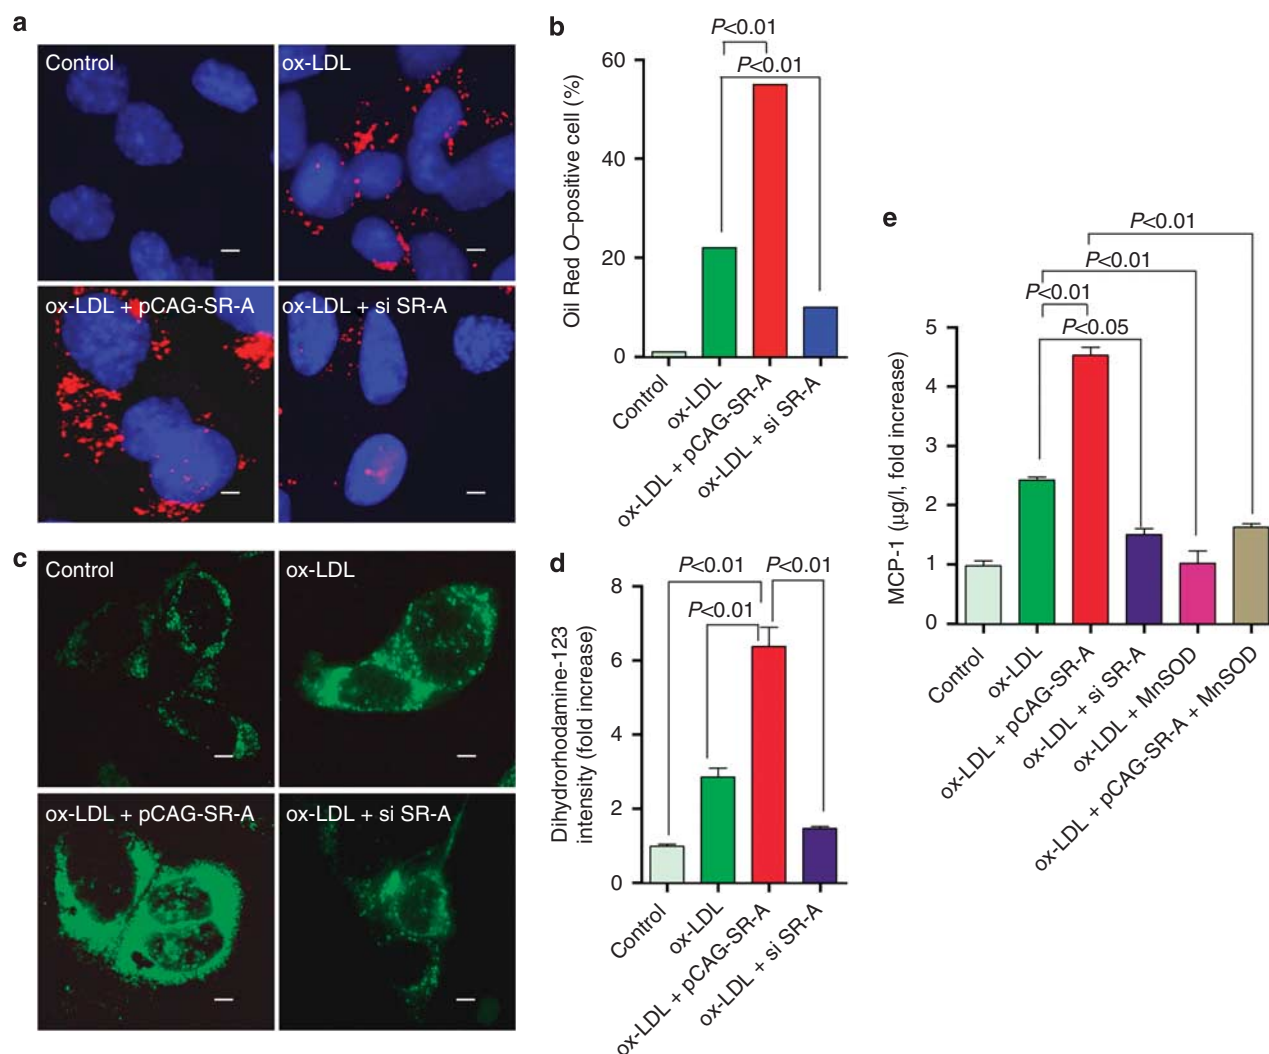 a
Control
ox-LDL
ox-LDL + pCAG-SR-A
ox-LDL + si SR-A
b
P<0.01
P<0.01
60
40
20
0
Oil Red O–positive cell (%)
Control
ox-LDL
ox-LDL + pCAG-SR-A
ox-LDL + si SR-A
c
Control
ox-LDL
ox-LDL + pCAG-SR-A
ox-LDL + si SR-A
d
P<0.01
P<0.01
P<0.01
8
6
4
2
0
Dihydrorhodamine-123
intensity (fold increase)
Control
ox-LDL
ox-LDL + pCAG-SR-A
ox-LDL + si SR-A
e
P<0.01
P<0.01
P<0.01
P<0.05
5
4
3
2
1
0
MCP-1 (μg/l, fold increase)
Control
ox-LDL
ox-LDL + pCAG-SR-A
ox-LDL + si SR-A
ox-LDL + MnSOD
ox-LDL + pCAG-SR-A + MnSOD